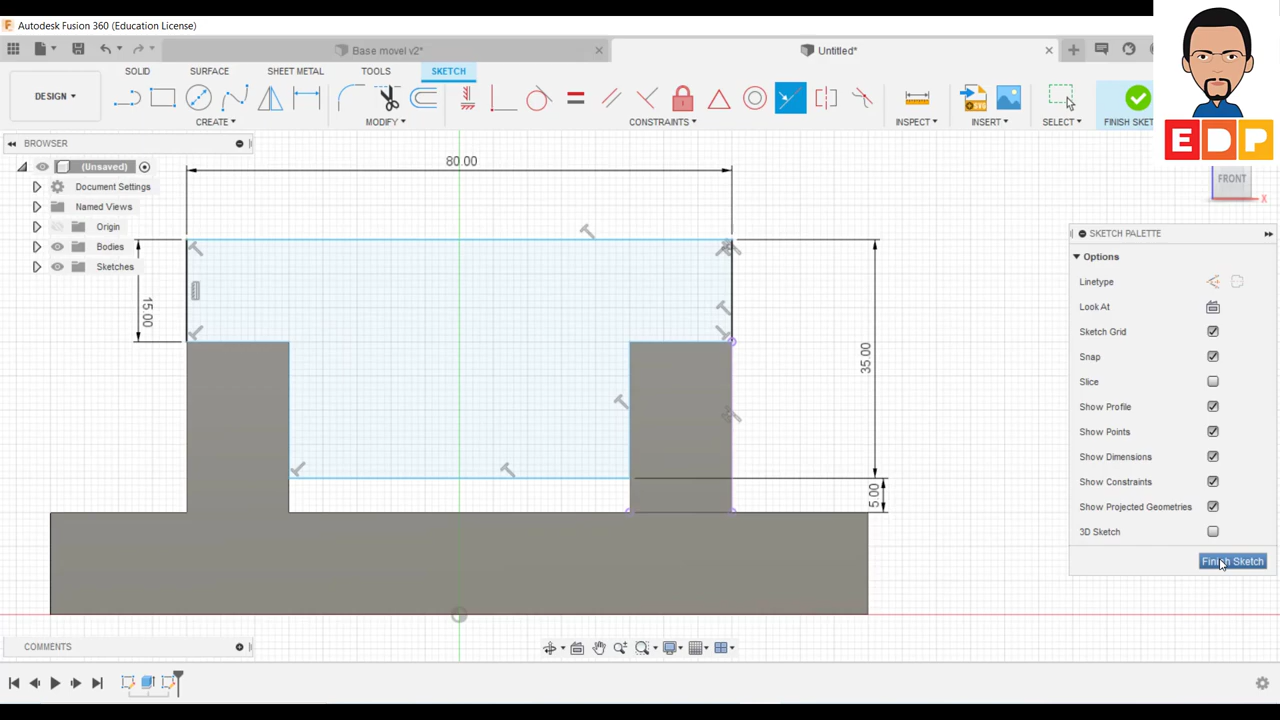 Autodesk Fusion 360 (Education License)
Base movel v2*
Untitled*
SOLID SURFACE SHEET METAL TOOLS SKETCH
DESIGN
CREATE MODIFY CONSTRAINTS INSPECT INSERT SELECT
EDP
BROWSER
(Unsaved)
Document Settings
Named Views
Origin
Bodies
Sketches
80.00
15.00
35.00
5.00
FRONT
X
SKETCH PALETTE
Options
Linetype
Look At
Sketch Grid
Snap
Slice
Show Profile
Show Points
Show Dimensions
Show Constraints
Show Projected Geometries
3D Sketch
Finish Sketch
COMMENTS